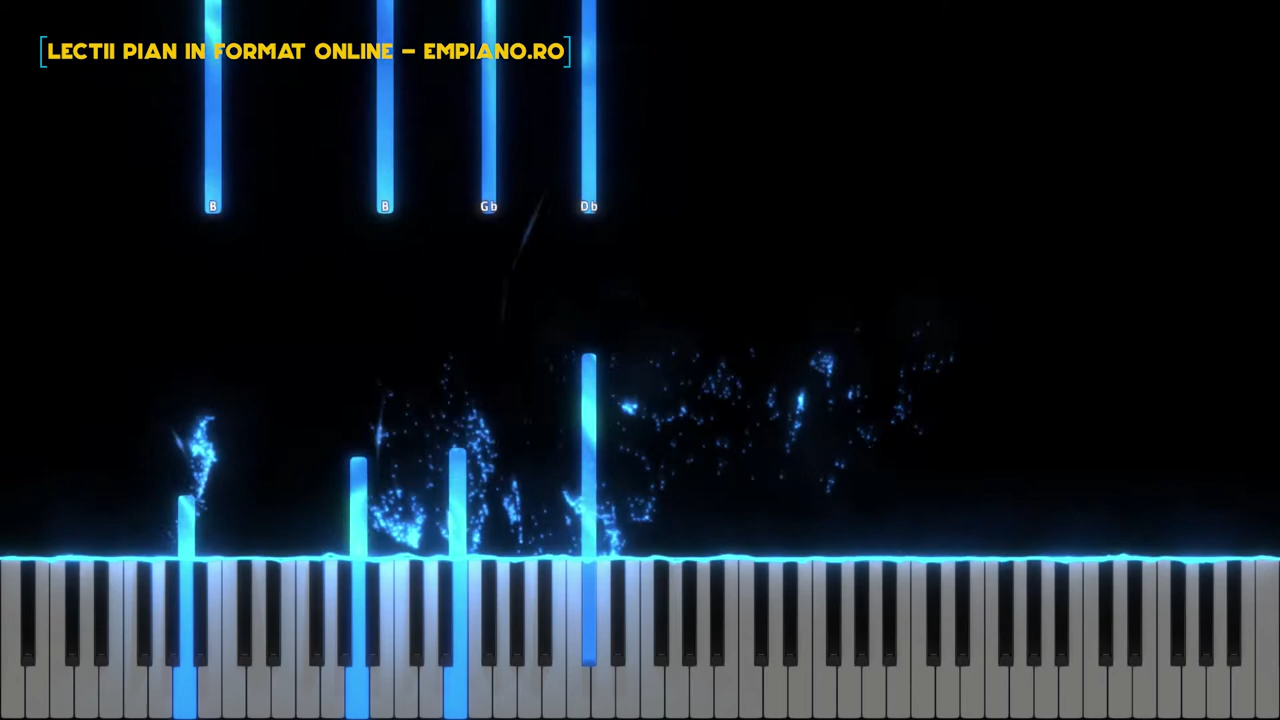 [LECTII PIAN IN FORMAT ONLINE – EMPIANO.RO]
B B Gb Db